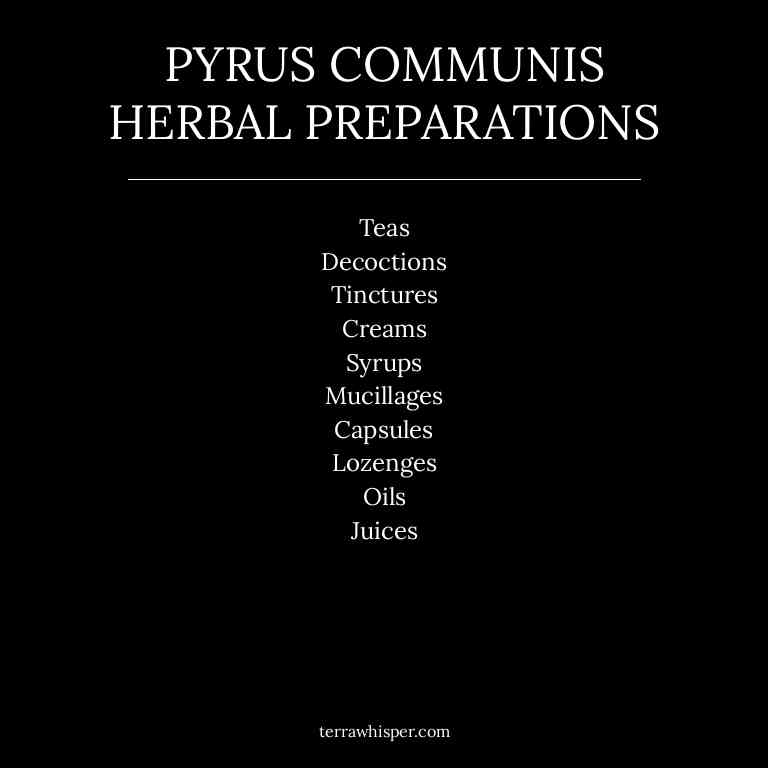 PYRUS COMMUNIS
HERBAL PREPARATIONS
Teas
Decoctions
Tinctures
Creams
Syrups
Mucillages
Capsules
Lozenges
Oils
Juices
terrawhisper.com